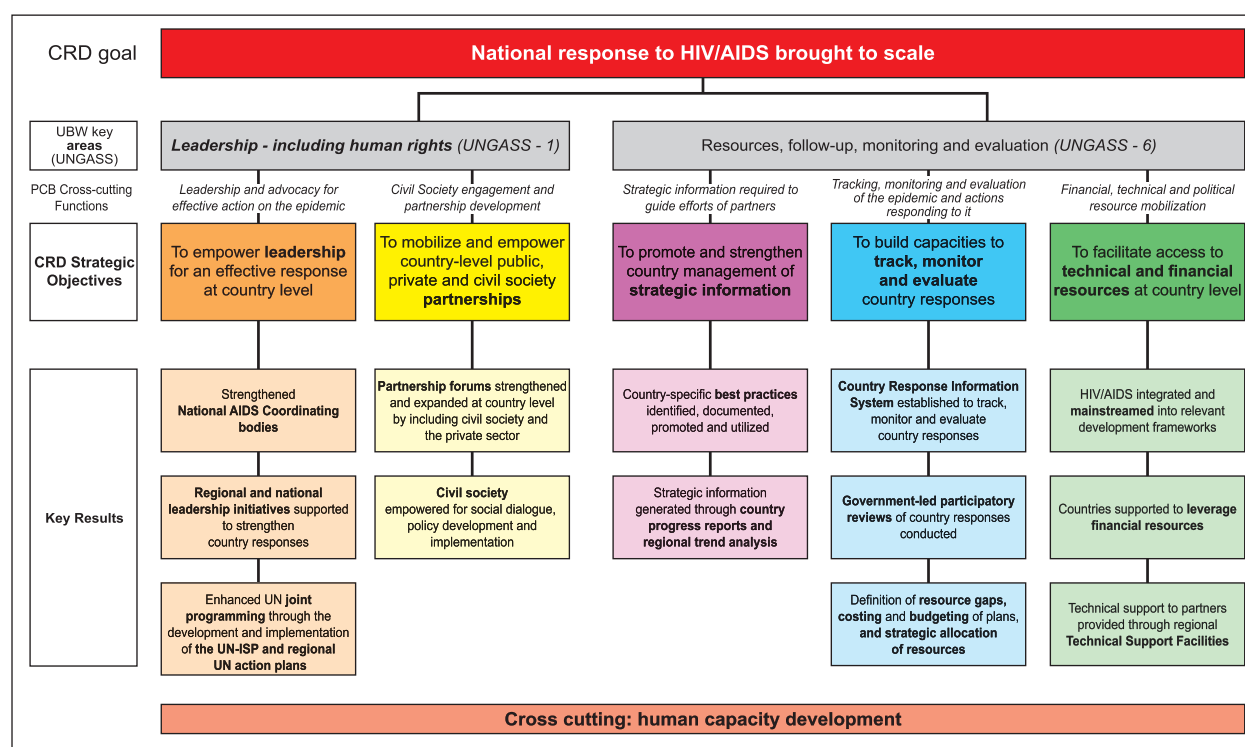 CRD goal
National response to HIV/AIDS brought to scale
UBW key
areas
(UNGASS)
Leadership - including human rights (UNGASS - 1)
Resources, follow-up, monitoring and evaluation (UNGASS - 6)
PCB Cross-cutting
Functions
Leadership and advocacy for
effective action on the epidemic
Civil Society engagement and
partnership development
Strategic information required to
guide efforts of partners
Tracking, monitoring and evaluation
of the epidemic and actions
responding to it
Financial, technical and political
resource mobilization
CRD Strategic
Objectives
To empower leadership
for an effective response
at country level
To mobilize and empower
country-level public,
private and civil society
partnerships
To promote and strengthen
country management of
strategic information
To build capacities to
track, monitor
and evaluate
country responses
To facilitate access to
technical and financial
resources at country level
Key Results
Strengthened
National AIDS Coordinating
bodies
Partnership forums strengthened
and expanded at country level
by including civil society and
the private sector
Country-specific best practices
identified, documented,
promoted and utilized
Country Response Information
System established to track,
monitor and evaluate
country responses
HIV/AIDS integrated and
mainstreamed into relevant
development frameworks
Regional and national
leadership initiatives supported
to strengthen
country responses
Civil society
empowered for social dialogue,
policy development and
implementation
Strategic information
generated through country
progress reports and
regional trend analysis
Government-led participatory
reviews of country responses
conducted
Countries supported to leverage
financial resources
Enhanced UN joint
programming through the
development and implementation
of the UN-ISP and regional
UN action plans
Definition of resource gaps,
costing and budgeting of plans,
and strategic allocation
of resources
Technical support to partners
provided through regional
Technical Support Facilities
Cross cutting: human capacity development